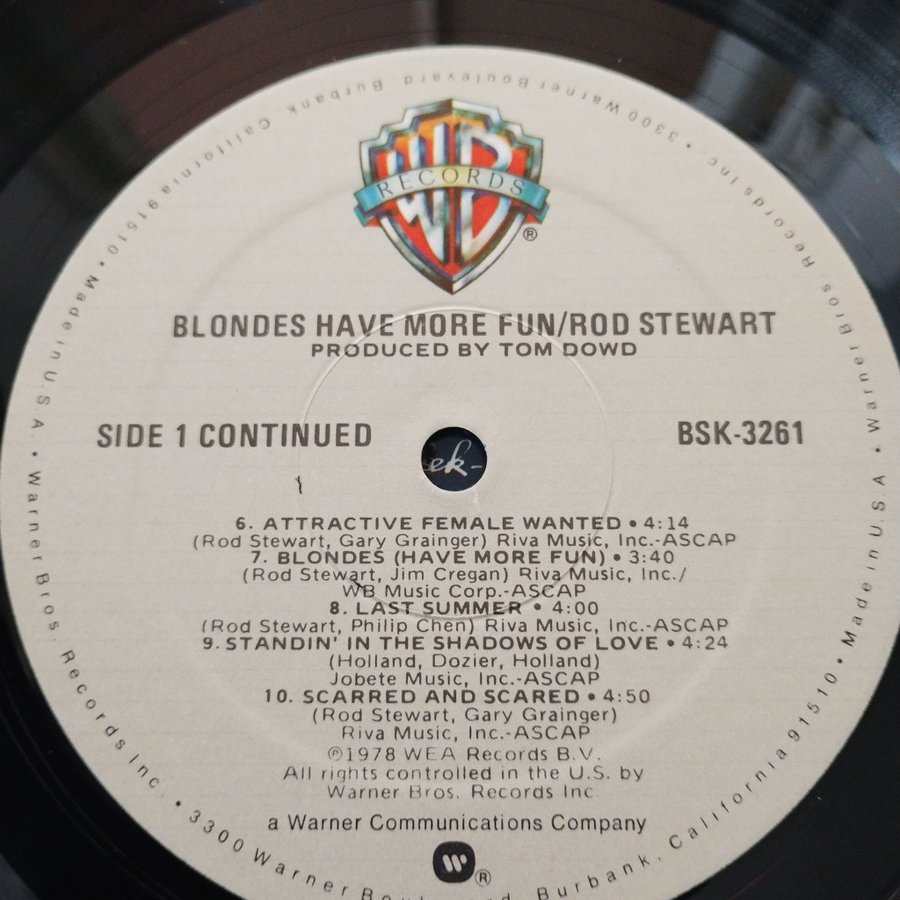 WB
RECORDS
®
BLONDES HAVE MORE FUN/ROD STEWART
PRODUCED BY TOM DOWD
SIDE 1 CONTINUED
BSK-3261
ek-
6. ATTRACTIVE FEMALE WANTED • 4:14
(Rod Stewart, Gary Grainger) Riva Music, Inc.-ASCAP
7. BLONDES (HAVE MORE FUN) • 3:40
(Rod Stewart, Jim Cregan) Riva Music, Inc./
WB Music Corp.-ASCAP
8. LAST SUMMER • 4:00
(Rod Stewart, Philip Chen) Riva Music, Inc.-ASCAP
9. STANDIN' IN THE SHADOWS OF LOVE • 4:24
(Holland, Dozier, Holland)
Jobete Music, Inc.-ASCAP
10. SCARRED AND SCARED • 4:50
(Rod Stewart, Gary Grainger)
Riva Music, Inc.-ASCAP
℗1978 WEA Records B.V.
All rights controlled in the U.S. by
Warner Bros. Records Inc.
a Warner Communications Company
®
Warner Bros. Records Inc. • 3300 Warner Boulevard, Burbank, California 91510 • Made in U.S.A. • Warner Bros. Records Inc. • 3300 Warner Boulevard, Burbank, California 91510 • Made in U.S.A. •